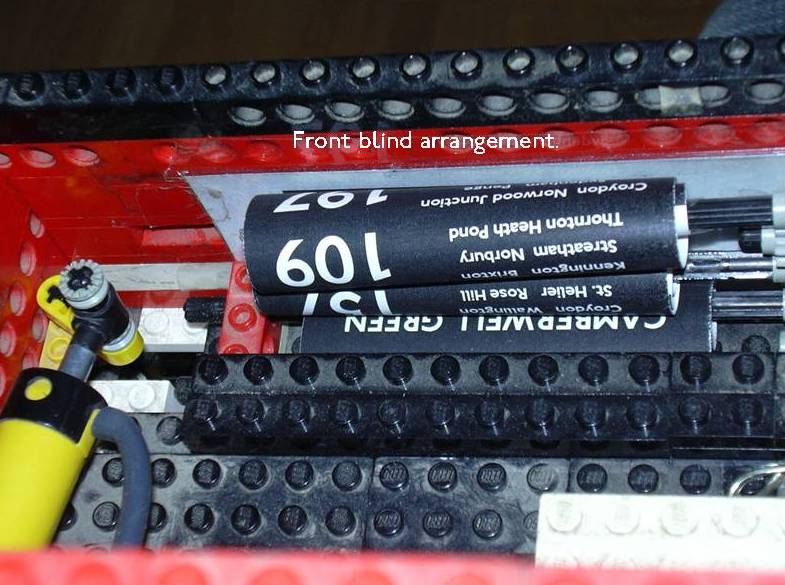 Front blind arrangement.
CAMBERWELL GREEN
Croydon Wallington
St. Helier Rose Hill
157
Kennington Brixton
Streatham Norbury
109
Thornton Heath Pond
Croydon Norwood Junction
197